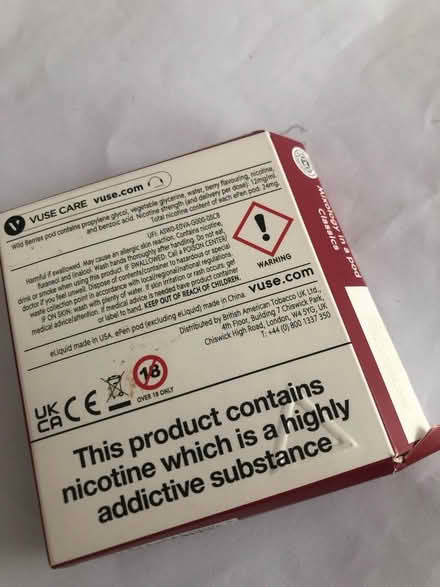 V VUSE CARE vuse.com
Wild Berries pod contains propylene glycol, vegetable glycerine, water, berry flavouring, nicotine,
and benzoic acid. Nicotine strength (and delivery per dose): 12mg/ml.
Total nicotine content of each ePen pod: 24mg.
UFI:
Harmful if swallowed. May cause an allergic skin reaction. Contains nicotine,
furaneol and linalool. Wash hands thoroughly after handling. Do not eat,
drink or smoke when using this product. IF SWALLOWED: Call a POISON CENTER/
doctor if you feel unwell. Dispose of contents/container to hazardous or special
waste collection point in accordance with local/regional/national regulations.
IF ON SKIN: wash with plenty of water. If skin irritation or rash occurs, get
medical advice/attention. If medical advice is needed have product container
or label to hand. KEEP OUT OF REACH OF CHILDREN.
WARNING
eLiquid made in USA, ePen pod (excluding eLiquid) made in China
vuse.com
Distributed by British American Tobacco UK Ltd.,
4th Floor, Building 7 Chiswick Park,
Chiswick High Road, London, W4 5YG, UK
T: +44 (0) 800 1337 350
UK
CA
CE
18
OVER 18 ONLY
This product contains
nicotine which is a highly
addictive substance
Mixology in a pod
Classics